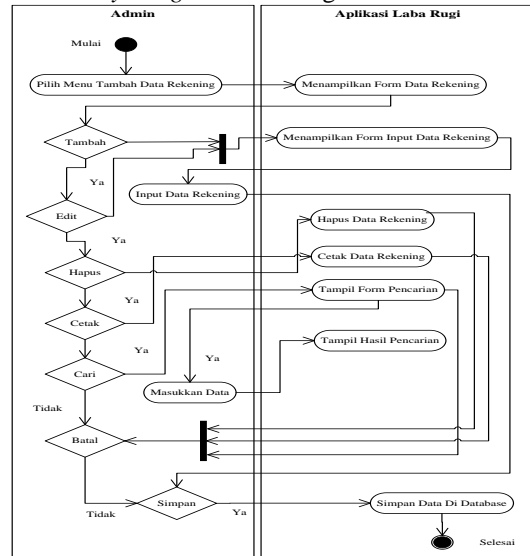 Admin
Aplikasi Laba Rugi
Mulai
Pilih Menu Tambah Data Rekening
Menampilkan Form Data Rekening
Tambah
Menampilkan Form Input Data Rekening
Ya
Input Data Rekening
Edit
Hapus Data Rekening
Ya
Cetak Data Rekening
Hapus
Tampil Form Pencarian
Ya
Cetak
Tampil Hasil Pencarian
Ya
Ya
Cari
Masukkan Data
Tidak
Batal
Simpan
Simpan Data Di Database
Tidak
Ya
Selesai